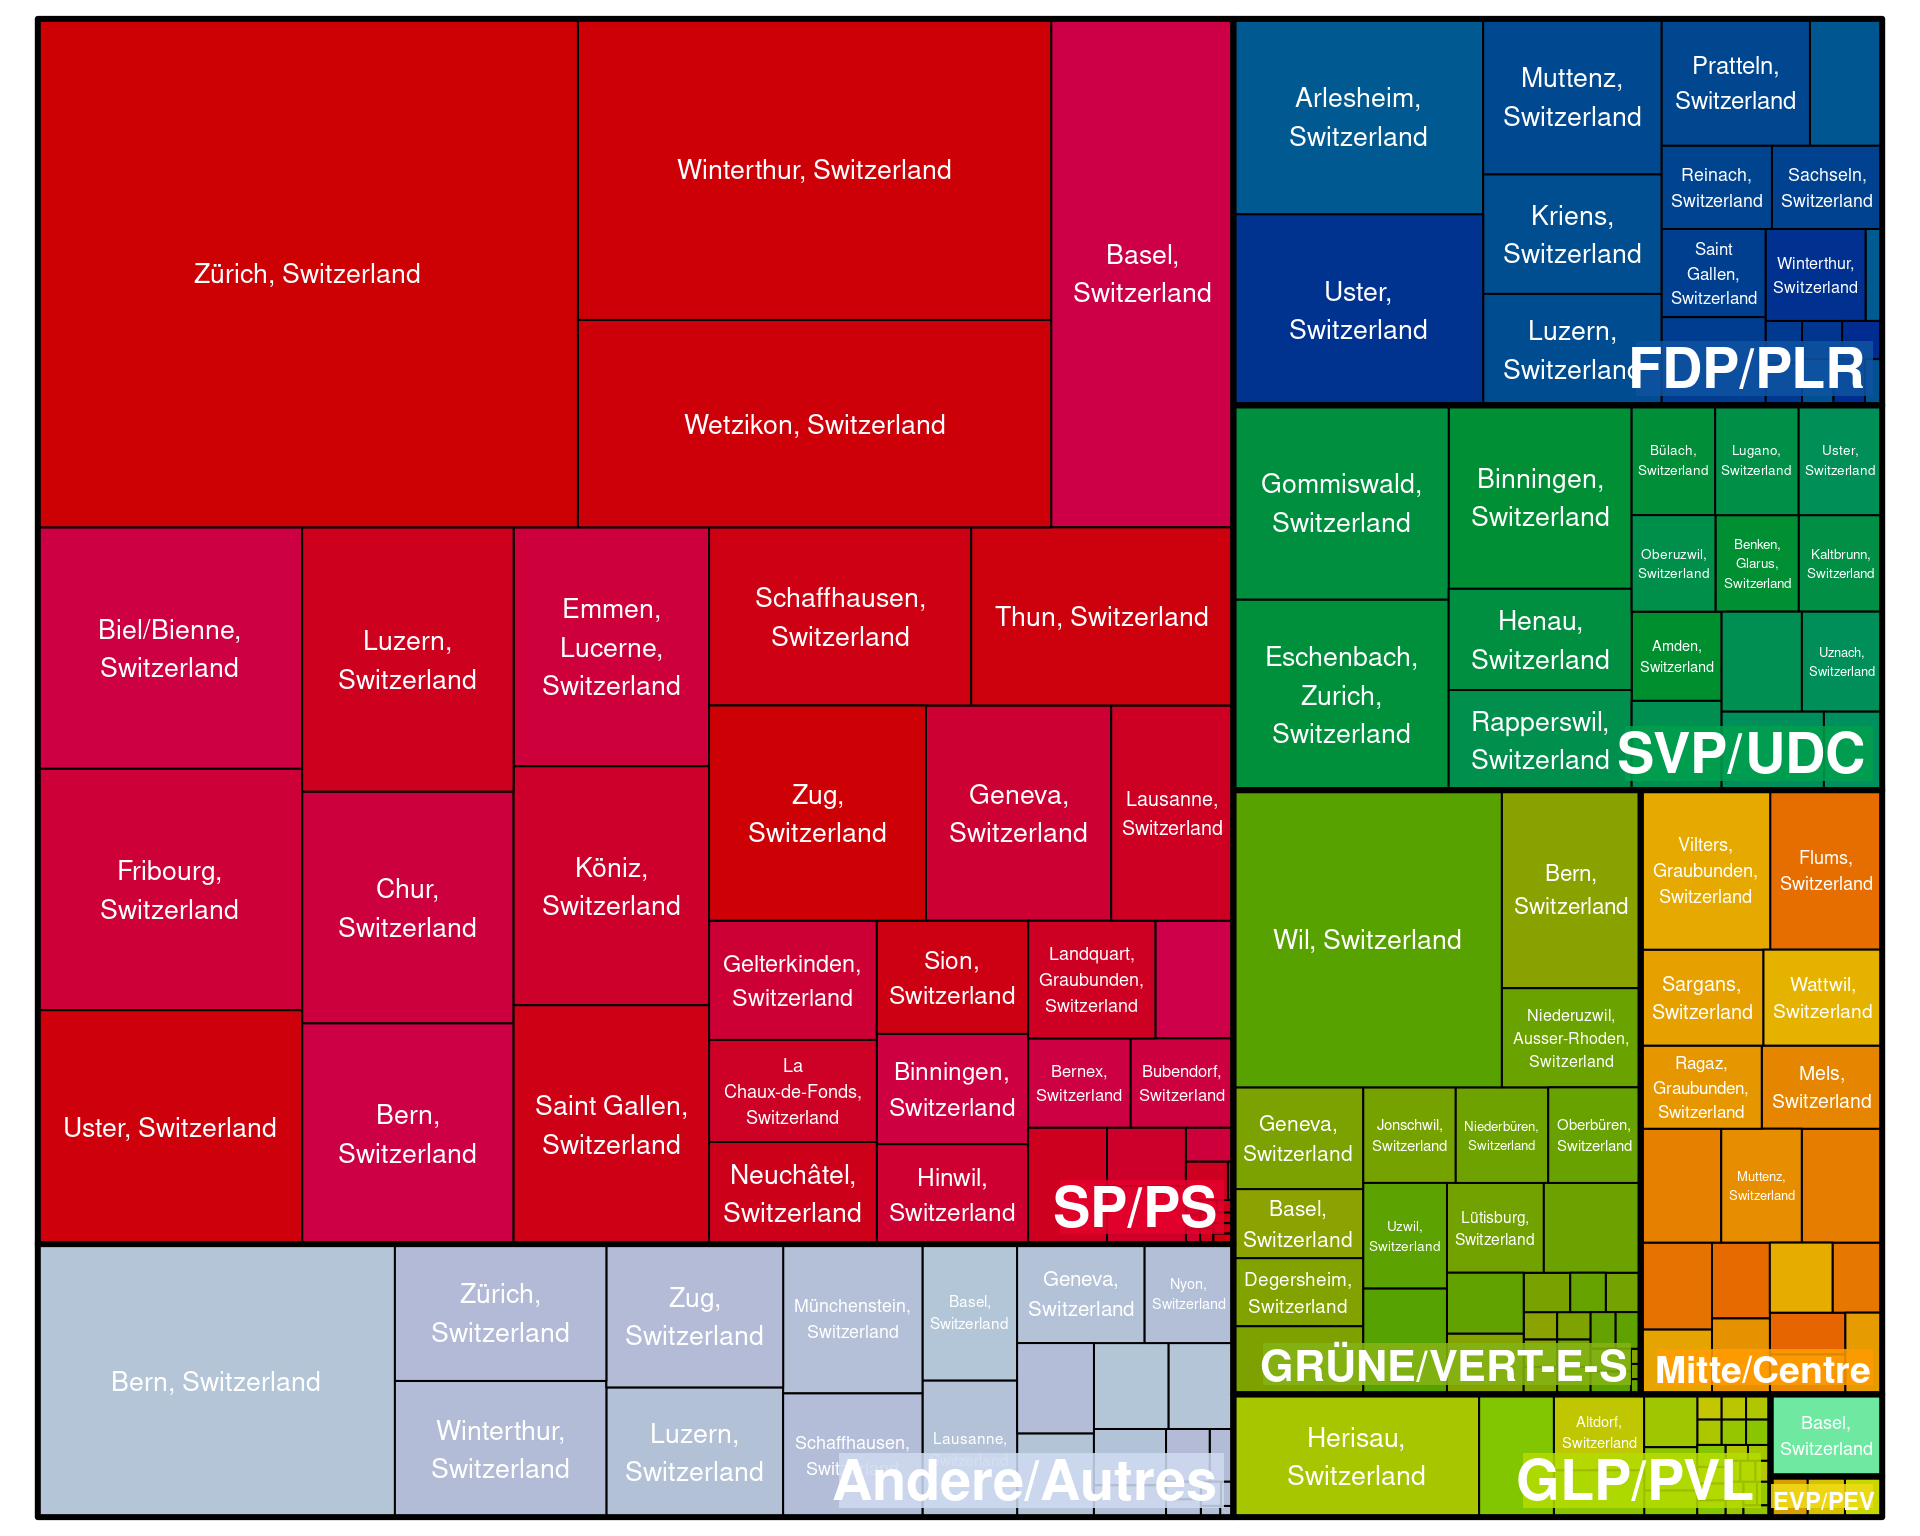 Zürich, Switzerland
Winterthur, Switzerland
Wetzikon, Switzerland
Basel,
Switzerland
Biel/Bienne,
Switzerland
Fribourg,
Switzerland
Uster, Switzerland
Luzern,
Switzerland
Chur,
Switzerland
Bern,
Switzerland
Emmen,
Lucerne,
Switzerland
Köniz,
Switzerland
Saint Gallen,
Switzerland
Schaffhausen,
Switzerland
Thun, Switzerland
Zug,
Switzerland
Geneva,
Switzerland
Lausanne,
Switzerland
Gelterkinden,
Switzerland
La
Chaux-de-Fonds,
Switzerland
Neuchâtel,
Switzerland
Sion,
Switzerland
Binningen,
Switzerland
Hinwil,
Switzerland
Landquart,
Graubunden,
Switzerland
Bernex,
Switzerland
Bubendorf,
Switzerland
SP/PS
Bern, Switzerland
Zürich,
Switzerland
Winterthur,
Switzerland
Zug,
Switzerland
Luzern,
Switzerland
Münchenstein,
Switzerland
Schaffhausen,
Switzerland
Basel,
Switzerland
Lausanne,
Geneva,
Switzerland
Nyon,
Switzerland
Andere/Autres
Arlesheim,
Switzerland
Uster,
Switzerland
Muttenz,
Switzerland
Kriens,
Switzerland
Luzern,
Switzerland
Pratteln,
Switzerland
Reinach,
Switzerland
Sachseln,
Switzerland
Saint
Gallen,
Switzerland
Winterthur,
Switzerland
FDP/PLR
Gommiswald,
Switzerland
Eschenbach,
Zurich,
Switzerland
Binningen,
Switzerland
Henau,
Switzerland
Rapperswil,
Switzerland
Bülach,
Switzerland
Lugano,
Switzerland
Uster,
Switzerland
Oberuzwil,
Switzerland
Benken,
Glarus,
Switzerland
Kaltbrunn,
Switzerland
Amden,
Switzerland
Uznach,
Switzerland
SVP/UDC
Wil, Switzerland
Bern,
Switzerland
Niederuzwil,
Ausser-Rhoden,
Switzerland
Geneva,
Switzerland
Basel,
Switzerland
Degersheim,
Switzerland
Jonschwil,
Switzerland
Niederbüren,
Switzerland
Oberbüren,
Switzerland
Uzwil,
Switzerland
Lütisburg,
Switzerland
GRÜNE/VERT-E-S
Vilters,
Graubunden,
Switzerland
Flums,
Switzerland
Sargans,
Switzerland
Wattwil,
Switzerland
Ragaz,
Graubunden,
Switzerland
Mels,
Switzerland
Muttenz,
Switzerland
Mitte/Centre
Herisau,
Switzerland
Altdorf,
Switzerland
GLP/PVL
Basel,
Switzerland
EVP/PEV